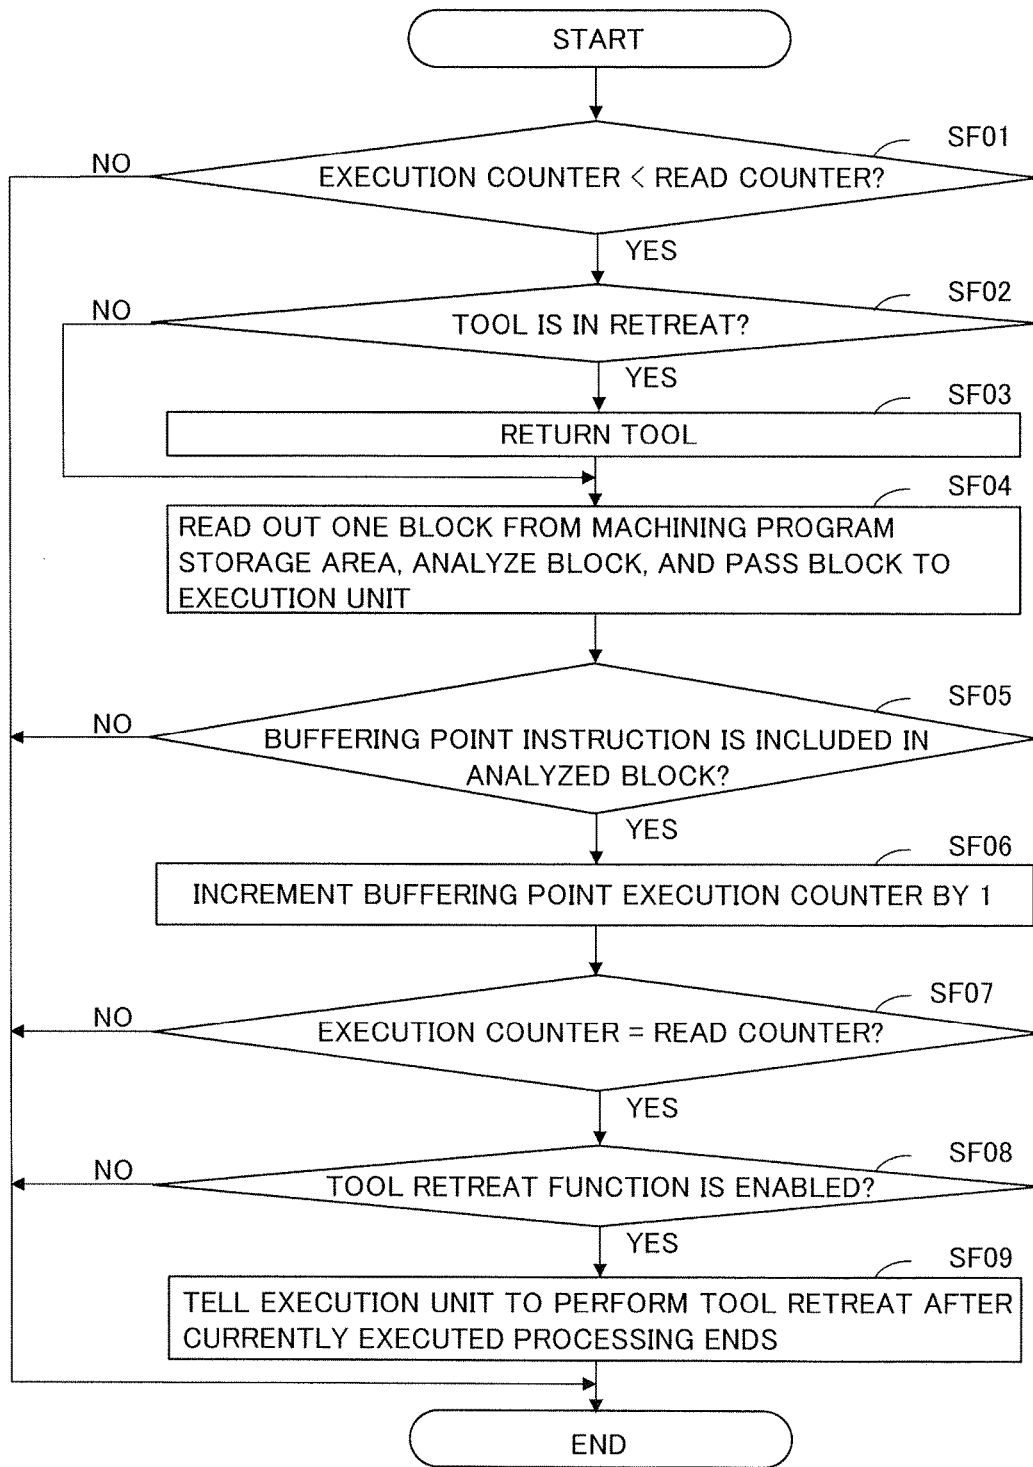 START
SF01
NO
EXECUTION COUNTER < READ COUNTER?
YES
SF02
NO
TOOL IS IN RETREAT?
YES
SF03
RETURN TOOL
SF04
READ OUT ONE BLOCK FROM MACHINING PROGRAM
STORAGE AREA, ANALYZE BLOCK, AND PASS BLOCK TO
EXECUTION UNIT
SF05
NO
BUFFERING POINT INSTRUCTION IS INCLUDED IN
ANALYZED BLOCK?
YES
SF06
INCREMENT BUFFERING POINT EXECUTION COUNTER BY 1
SF07
NO
EXECUTION COUNTER = READ COUNTER?
YES
SF08
NO
TOOL RETREAT FUNCTION IS ENABLED?
YES
SF09
TELL EXECUTION UNIT TO PERFORM TOOL RETREAT AFTER
CURRENTLY EXECUTED PROCESSING ENDS
END